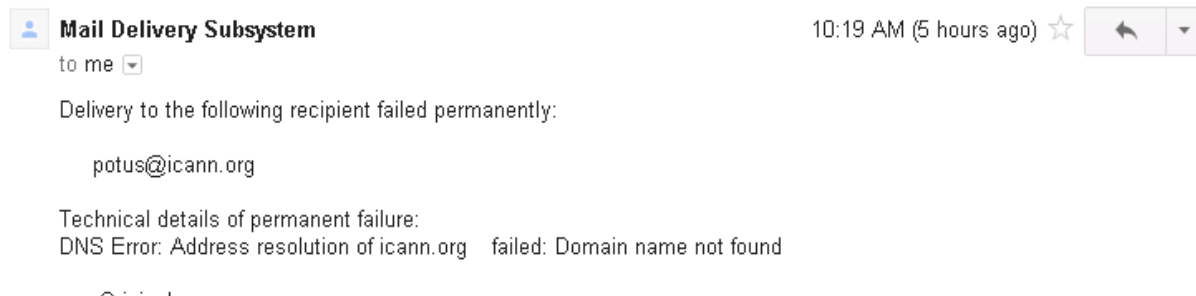 Mail Delivery Subsystem
10:19 AM (5 hours ago)
to me
Delivery to the following recipient failed permanently:
potus@icann.org
Technical details of permanent failure:
DNS Error: Address resolution of icann.org failed: Domain name not found